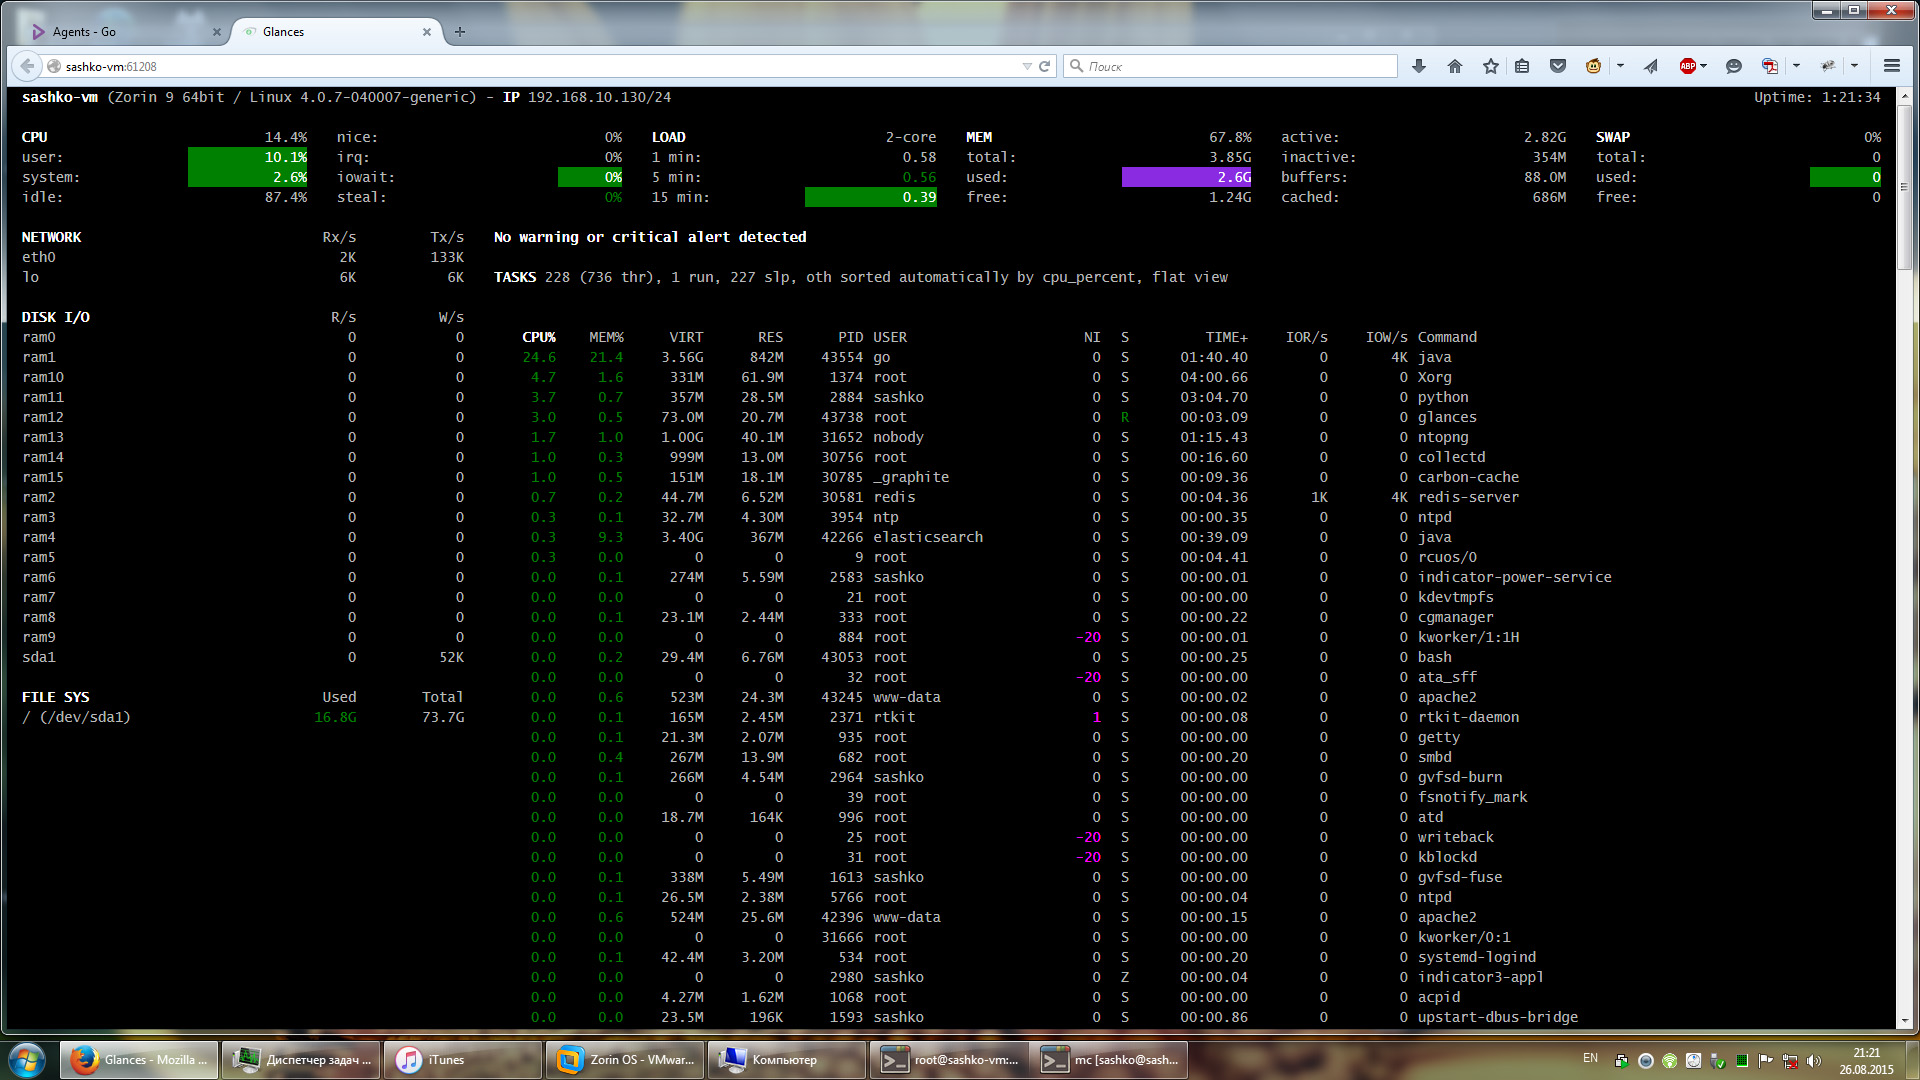 Agents - Go
Glances
sashko-vm:61208
Поиск
ABP
sashko-vm (Zorin 9 64bit / Linux 4.0.7-040007-generic) - IP 192.168.10.130/24 Uptime: 1:21:34
CPU 14.4% nice: 0% LOAD 2-core MEM 67.8% active: 2.82G SWAP 0%
user: 10.1% irq: 0% 1 min: 0.58 total: 3.85G inactive: 354M total: 0
system: 2.6% iowait: 0% 5 min: 0.56 used: 2.6G buffers: 88.0M used: 0
idle: 87.4% steal: 0% 15 min: 0.39 free: 1.24G cached: 686M free: 0
NETWORK Rx/s Tx/s No warning or critical alert detected
eth0 2K 133K
lo 6K 6K TASKS 228 (736 thr), 1 run, 227 slp, oth sorted automatically by cpu_percent, flat view
DISK I/O R/s W/s
ram0 0 0 CPU% MEM% VIRT RES PID USER NI S TIME+ IOR/s IOW/s Command
ram1 0 0 24.6 21.4 3.56G 842M 43554 go 0 S 01:40.40 0 4K java
ram10 0 0 4.7 1.6 331M 61.9M 1374 root 0 S 04:00.66 0 0 Xorg
ram11 0 0 3.7 0.7 357M 28.5M 2884 sashko 0 S 03:04.70 0 0 python
ram12 0 0 3.0 0.5 73.0M 20.7M 43738 root 0 R 00:03.09 0 0 glances
ram13 0 0 1.7 1.0 1.00G 40.1M 31652 nobody 0 S 01:15.43 0 0 ntopng
ram14 0 0 1.0 0.3 999M 13.0M 30756 root 0 S 00:16.60 0 0 collectd
ram15 0 0 1.0 0.5 151M 18.1M 30785 _graphite 0 S 00:09.36 0 0 carbon-cache
ram2 0 0 0.7 0.2 44.7M 6.52M 30581 redis 0 S 00:04.36 1K 4K redis-server
ram3 0 0 0.3 0.1 32.7M 4.30M 3954 ntp 0 S 00:00.35 0 0 ntpd
ram4 0 0 0.3 9.3 3.40G 367M 42266 elasticsearch 0 S 00:39.09 0 0 java
ram5 0 0 0.3 0.0 0 0 9 root 0 S 00:04.41 0 0 rcuos/0
ram6 0 0 0.0 0.1 274M 5.59M 2583 sashko 0 S 00:00.01 0 0 indicator-power-service
ram7 0 0 0.0 0.0 0 0 21 root 0 S 00:00.00 0 0 kdevtmpfs
ram8 0 0 0.0 0.1 23.1M 2.44M 333 root 0 S 00:00.22 0 0 cgmanager
ram9 0 0 0.0 0.0 0 0 884 root -20 S 00:00.01 0 0 kworker/1:1H
sda1 0 52K 0.0 0.2 29.4M 6.76M 43053 root 0 S 00:00.25 0 0 bash
0.0 0.0 0 0 32 root -20 S 00:00.00 0 0 ata_sff
FILE SYS Used Total 0.0 0.6 523M 24.3M 43245 www-data 0 S 00:00.02 0 0 apache2
/ (/dev/sda1) 16.8G 73.7G 0.0 0.1 165M 2.45M 2371 rtkit 1 S 00:00.08 0 0 rtkit-daemon
0.0 0.1 21.3M 2.07M 935 root 0 S 00:00.00 0 0 getty
0.0 0.4 267M 13.9M 682 root 0 S 00:00.20 0 0 smbd
0.0 0.1 266M 4.54M 2964 sashko 0 S 00:00.00 0 0 gvfsd-burn
0.0 0.0 0 0 39 root 0 S 00:00.00 0 0 fsnotify_mark
0.0 0.0 18.7M 164K 996 root 0 S 00:00.00 0 0 atd
0.0 0.0 0 0 25 root -20 S 00:00.00 0 0 writeback
0.0 0.0 0 0 31 root -20 S 00:00.00 0 0 kblockd
0.0 0.1 338M 5.49M 1613 sashko 0 S 00:00.00 0 0 gvfsd-fuse
0.0 0.1 26.5M 2.38M 5766 root 0 S 00:00.04 0 0 ntpd
0.0 0.6 524M 25.6M 42396 www-data 0 S 00:00.15 0 0 apache2
0.0 0.0 0 0 31666 root 0 S 00:00.00 0 0 kworker/0:1
0.0 0.1 42.4M 3.20M 534 root 0 S 00:00.20 0 0 systemd-logind
0.0 0.0 0 0 2980 sashko 0 Z 00:00.04 0 0 indicator3-appl
0.0 0.0 4.27M 1.62M 1068 root 0 S 00:00.00 0 0 acpid
0.0 0.0 23.5M 196K 1593 sashko 0 S 00:00.86 0 0 upstart-dbus-bridge
Glances - Mozilla ...
Диспетчер задач ...
iTunes
Zorin OS - VMwar...
Компьютер
root@sashko-vm:...
mc [sashko@sash...
EN
21:21
26.08.2015